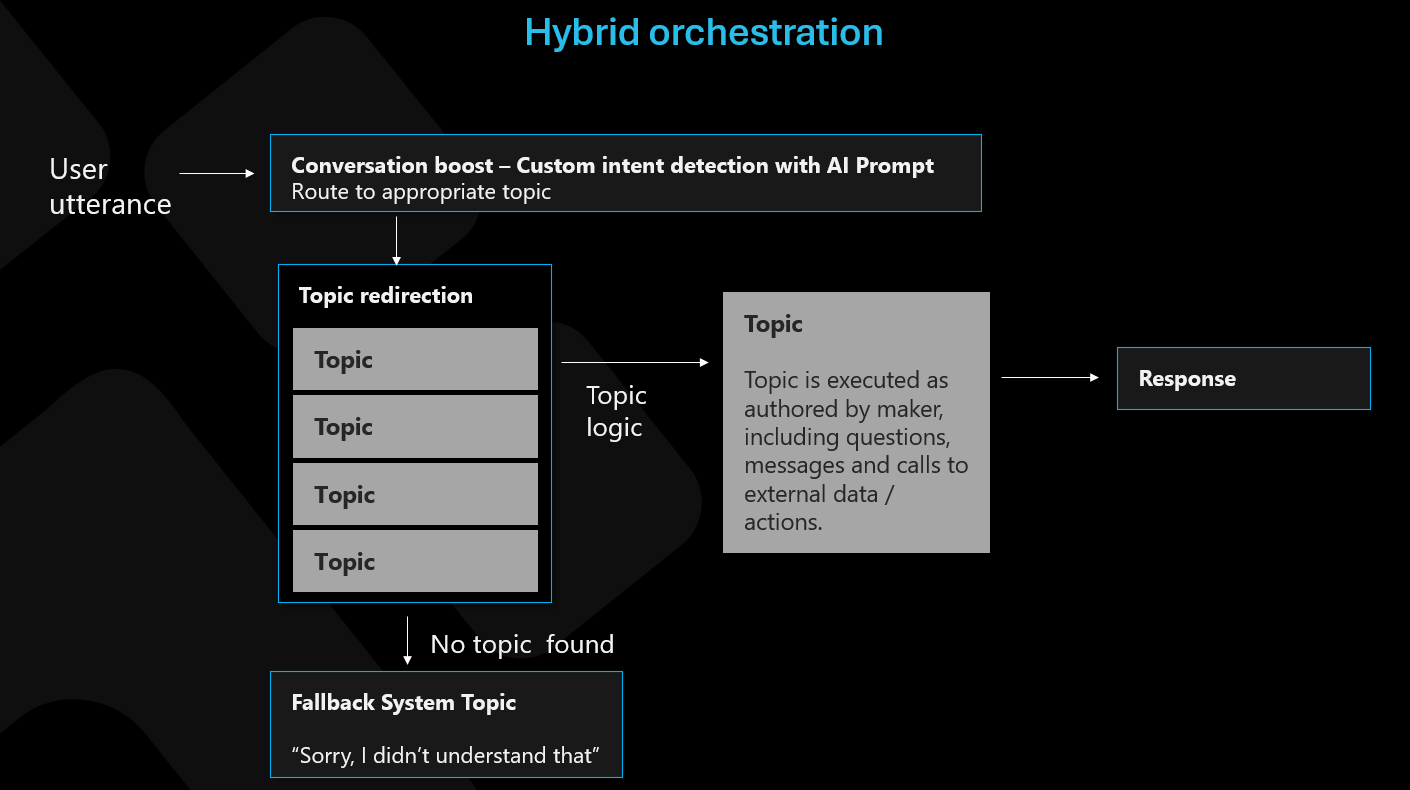 Hybrid orchestration
User
utterance
Conversation boost – Custom intent detection with AI Prompt
Route to appropriate topic
Topic redirection
Topic
Topic
Topic
Topic
Topic
logic
Topic
Topic is executed as
authored by maker,
including questions,
messages and calls to
external data /
actions.
Response
No topic  found
Fallback System Topic
“Sorry, I didn’t understand that”